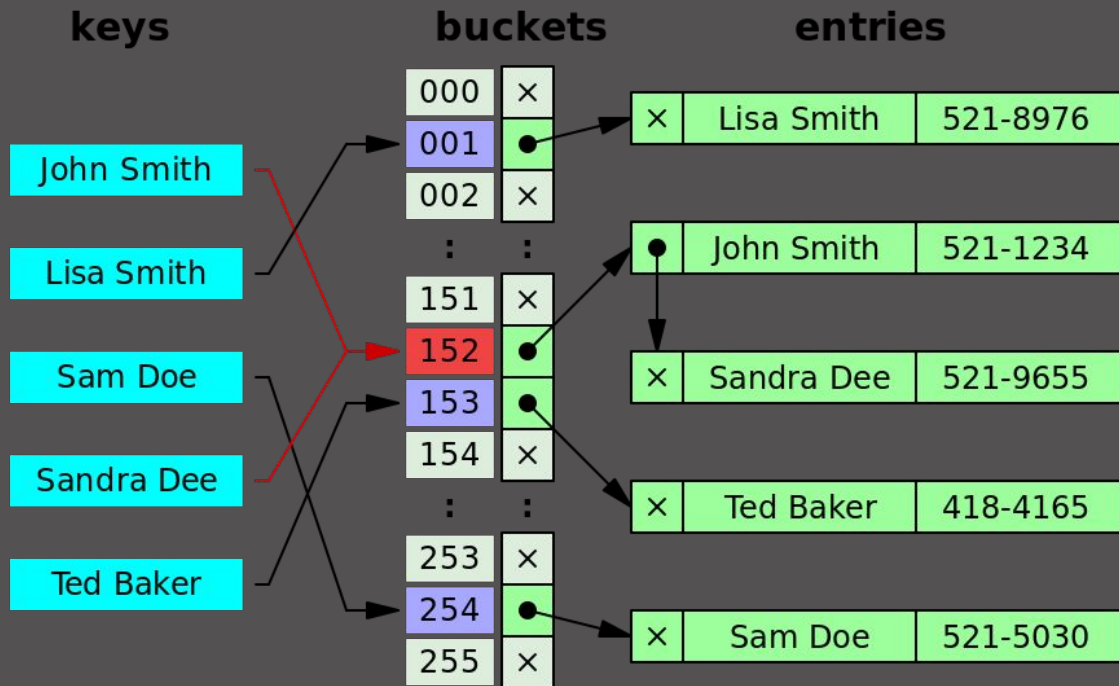 keys
buckets
entries
John Smith
Lisa Smith
Sam Doe
Sandra Dee
Ted Baker
000 ×
001
002 ×
: :
151 ×
152
153
154 ×
: :
253 ×
254
255 ×
× Lisa Smith 521-8976
John Smith 521-1234
× Sandra Dee 521-9655
× Ted Baker 418-4165
× Sam Doe 521-5030